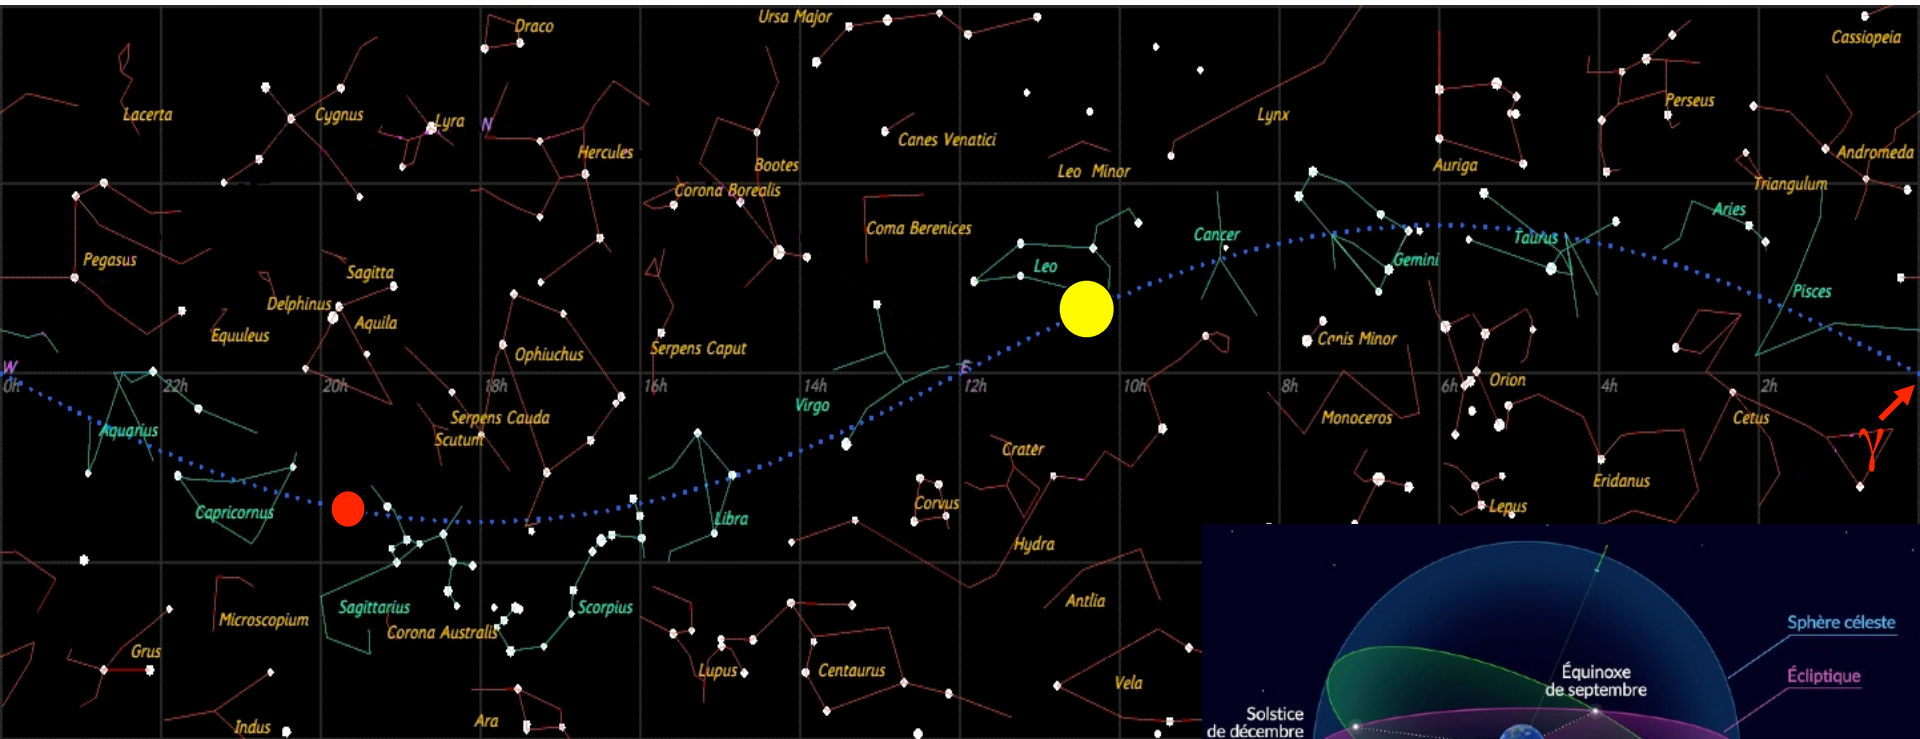 Draco
Ursa Major
Cassiopeia
Lacerta
Cygnus
Lyra
N
Hercules
Bootes
Corona Borealis
Canes Venatici
Leo Minor
Lynx
Auriga
Perseus
Andromeda
Triangulum
Pegasus
Sagitta
Delphinus
Aquila
Equuleus
Ophiuchus
Serpens Caput
Coma Berenices
Leo
Cancer
Gemini
Taurus
Aries
Pisces
Canis Minor
Orion
W
E
0h
22h
20h
18h
16h
14h
12h
10h
8h
6h
4h
2h
Aquarius
Capricornus
Serpens Cauda
Scutum
Virgo
Libra
Crater
Corvus
Hydra
Monoceros
Lepus
Eridanus
Cetus
γ
Sagittarius
Scorpius
Corona Australis
Microscopium
Grus
Indus
Ara
Lupus
Centaurus
Antlia
Vela
Sphère céleste
Écliptique
Équinoxe
de septembre
Solstice
de décembre